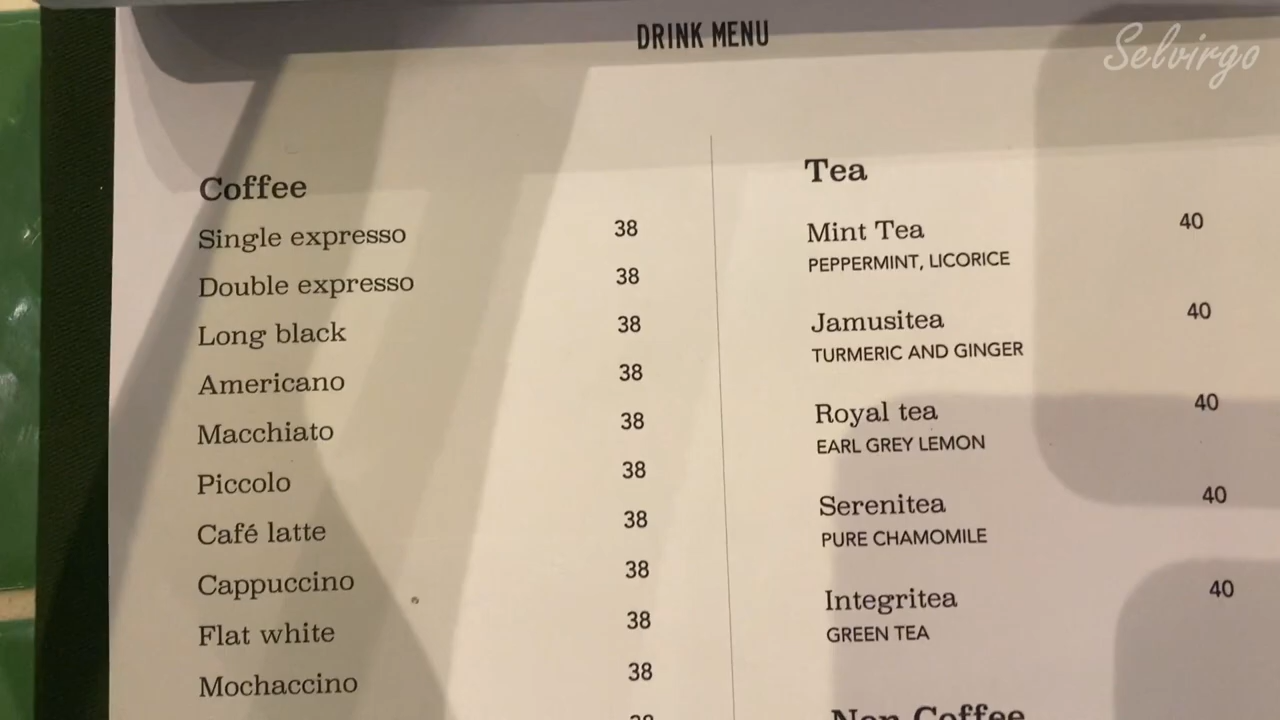 DRINK MENU
Selvirgo
Coffee
Single expresso 38
Double expresso 38
Long black 38
Americano 38
Macchiato 38
Piccolo 38
Café latte 38
Cappuccino 38
Flat white 38
Mochaccino 38
Tea
Mint Tea 40
PEPPERMINT, LICORICE
Jamusitea 40
TURMERIC AND GINGER
Royal tea 40
EARL GREY LEMON
Serenitea 40
PURE CHAMOMILE
Integritea 40
GREEN TEA
Non Coffee